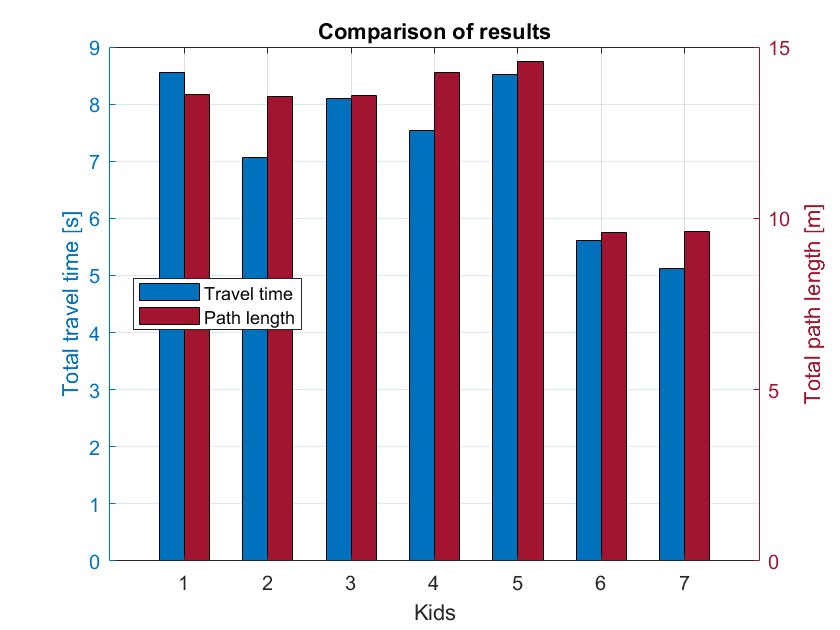 Comparison of results
9
8
7
6
5
4
3
2
1
0
Total travel time [s]
Travel time
Path length
15
10
5
0
Total path length [m]
1 2 3 4 5 6 7
Kids